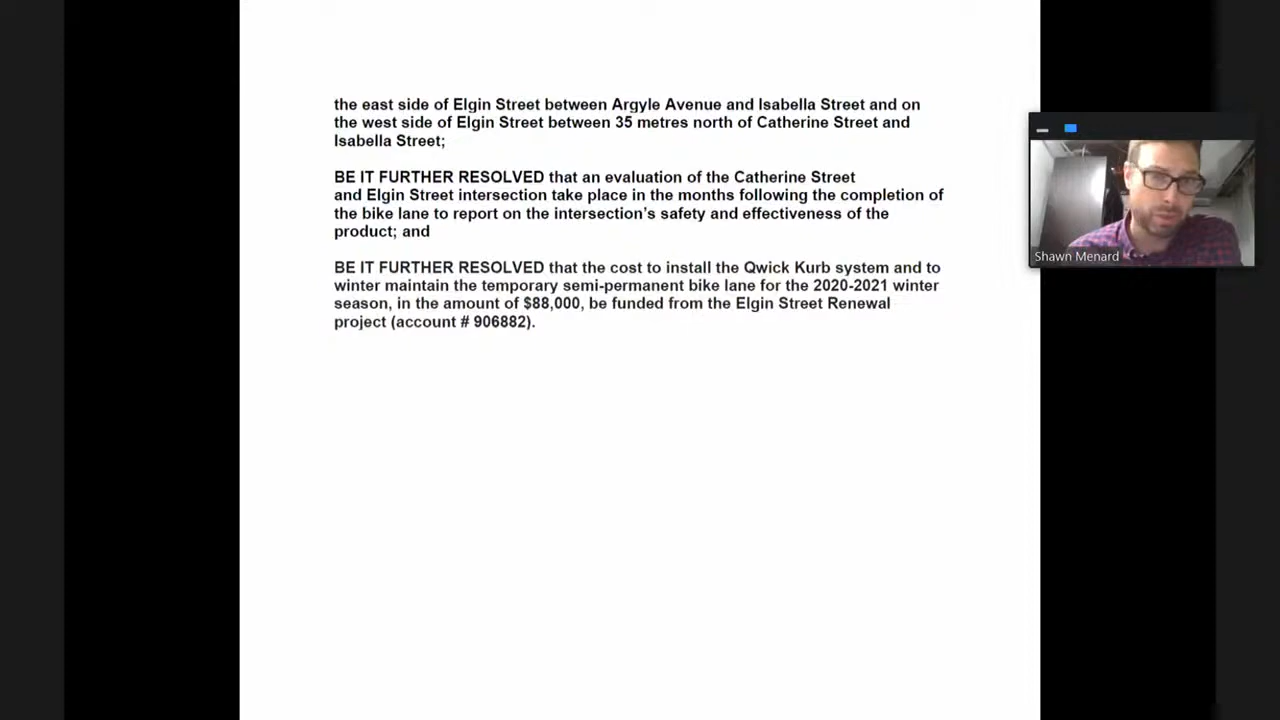 the east side of Elgin Street between Argyle Avenue and Isabella Street and on
the west side of Elgin Street between 35 metres north of Catherine Street and
Isabella Street;
BE IT FURTHER RESOLVED that an evaluation of the Catherine Street
and Elgin Street intersection take place in the months following the completion of
the bike lane to report on the intersection’s safety and effectiveness of the
product; and
BE IT FURTHER RESOLVED that the cost to install the Qwick Kurb system and to
winter maintain the temporary semi-permanent bike lane for the 2020-2021 winter
season, in the amount of $88,000, be funded from the Elgin Street Renewal
project (account # 906882).
Shawn Menard